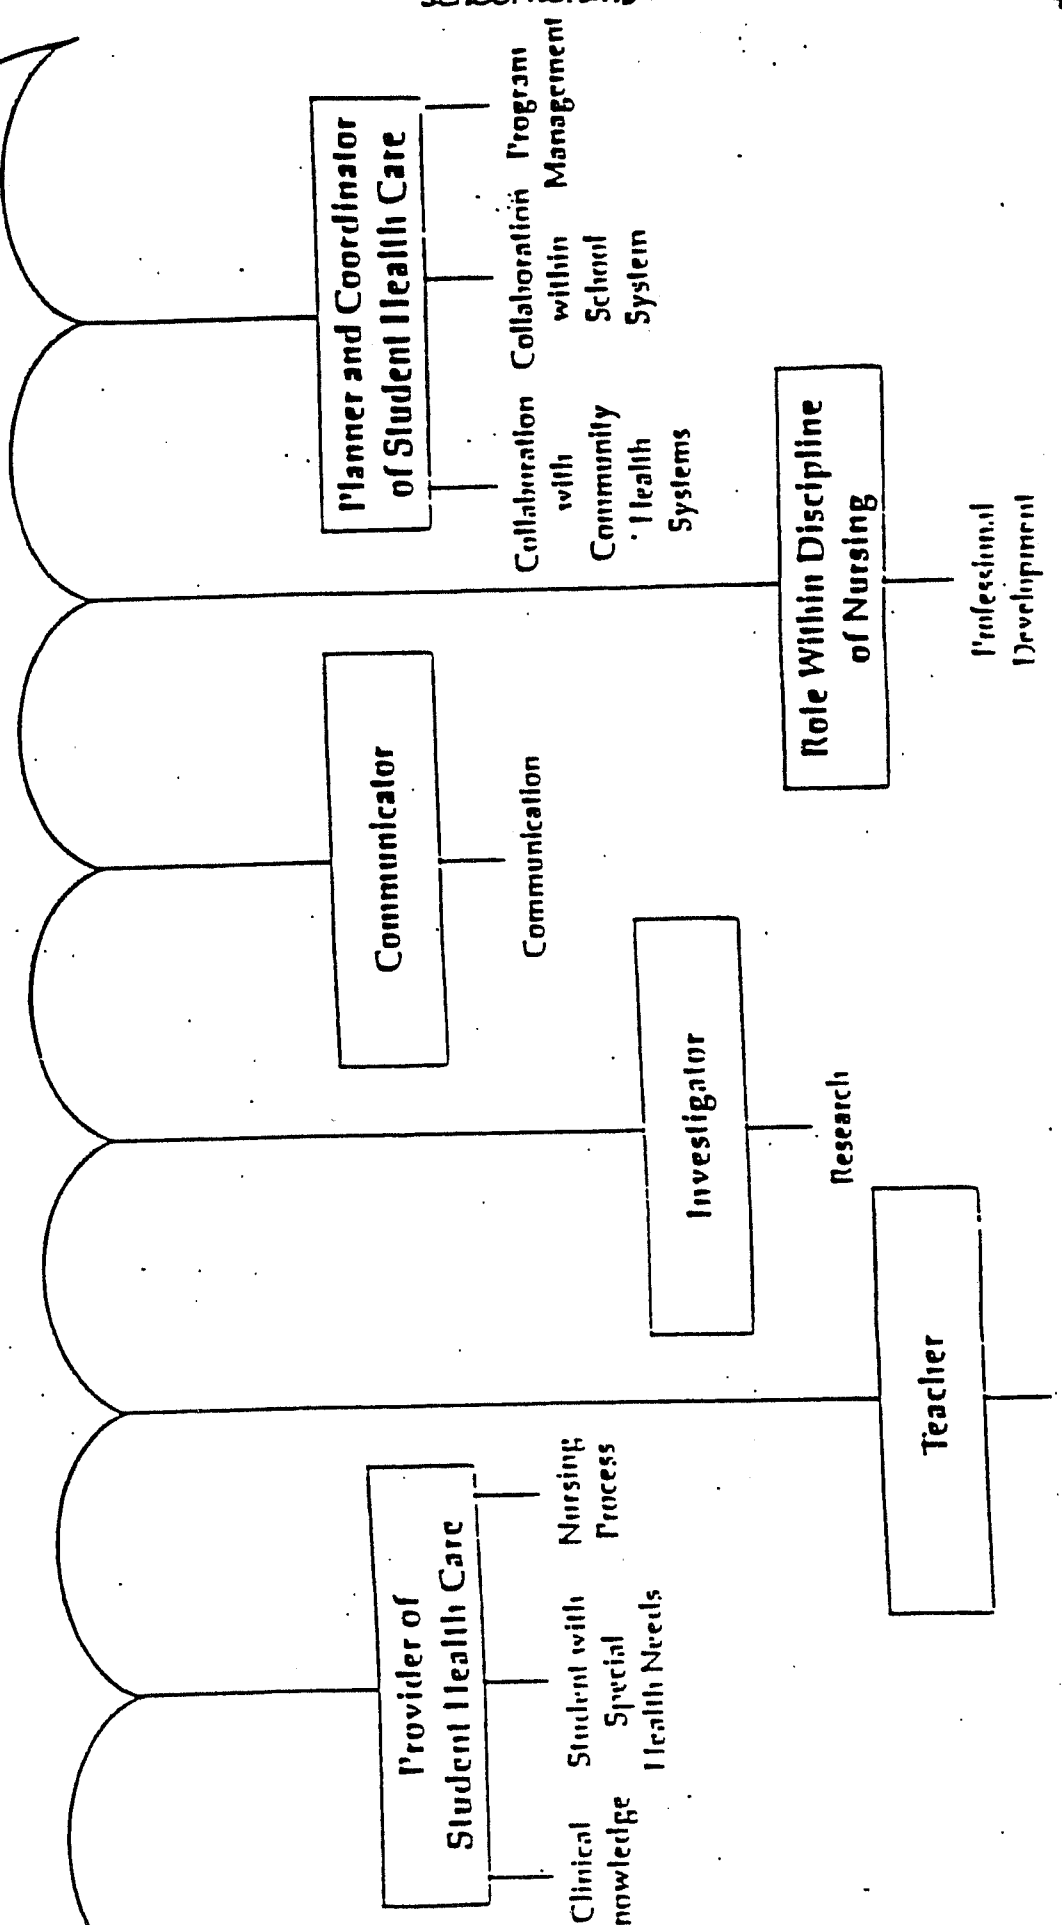 Provider of
Student Health Care
Clinical
nowledge
Student with
Special
Health Needs
Nursing
Process
Teacher
Investigator
Research
Communicator
Communication
Role Within Discipline
of Nursing
Professional
Development
Planner and Coordinator
of Student Health Care
Collaboration
with
Community
Health
Systems
Collaboration
within
School
System
Program
Management